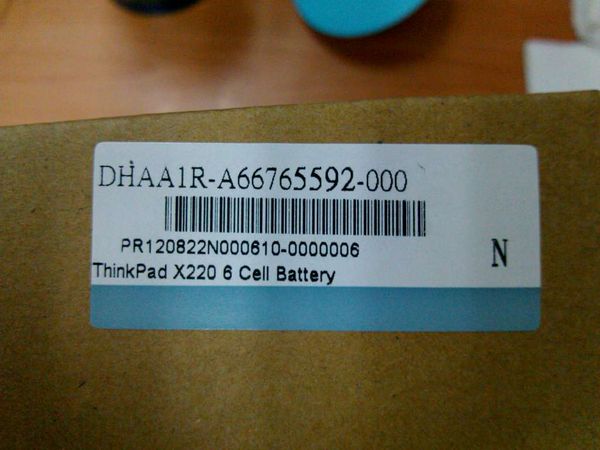 DHAA1R-A66765592-000
PR120822N000610-0000006
N
ThinkPad X220 6 Cell Battery